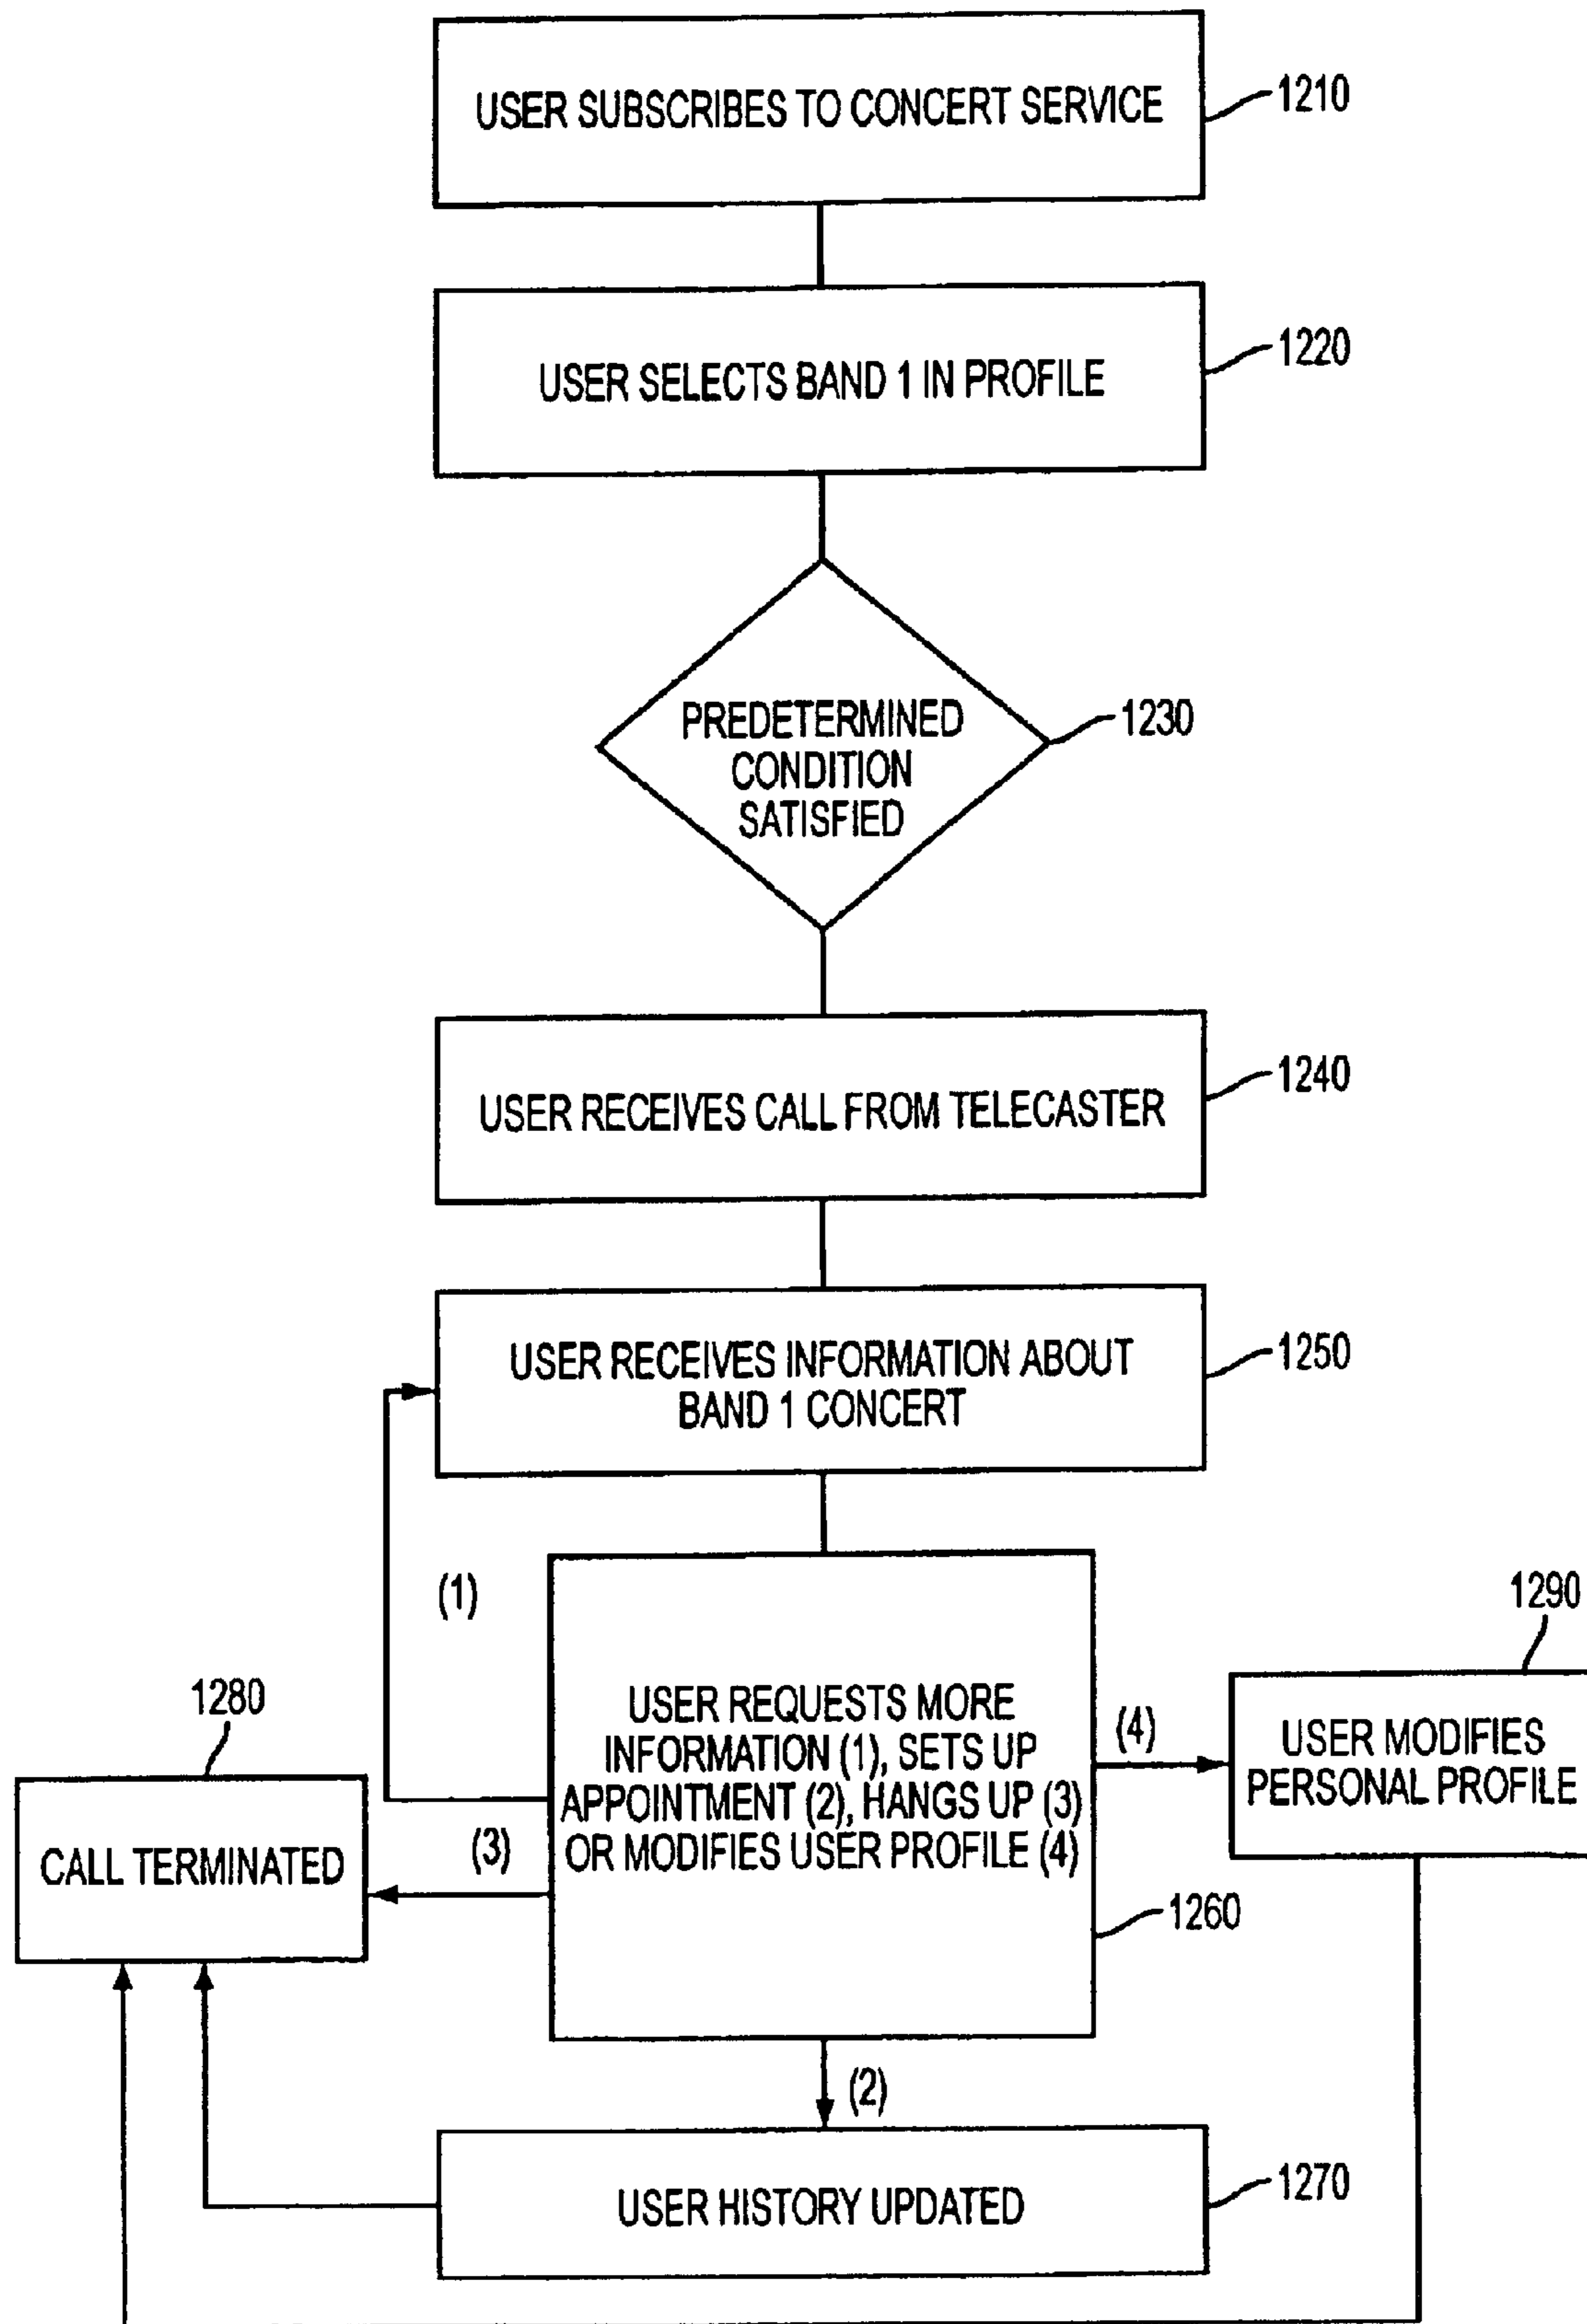 USER SUBSCRIBES TO CONCERT SERVICE
1210
USER SELECTS BAND 1 IN PROFILE
1220
PREDETERMINED
CONDITION
SATISFIED
1230
USER RECEIVES CALL FROM TELECASTER
1240
USER RECEIVES INFORMATION ABOUT
BAND 1 CONCERT
1250
(1)
USER REQUESTS MORE
INFORMATION (1), SETS UP
APPOINTMENT (2), HANGS UP (3)
OR MODIFIES USER PROFILE (4)
1260
(4)
1290
USER MODIFIES
PERSONAL PROFILE
1280
CALL TERMINATED
(3)
(2)
USER HISTORY UPDATED
1270